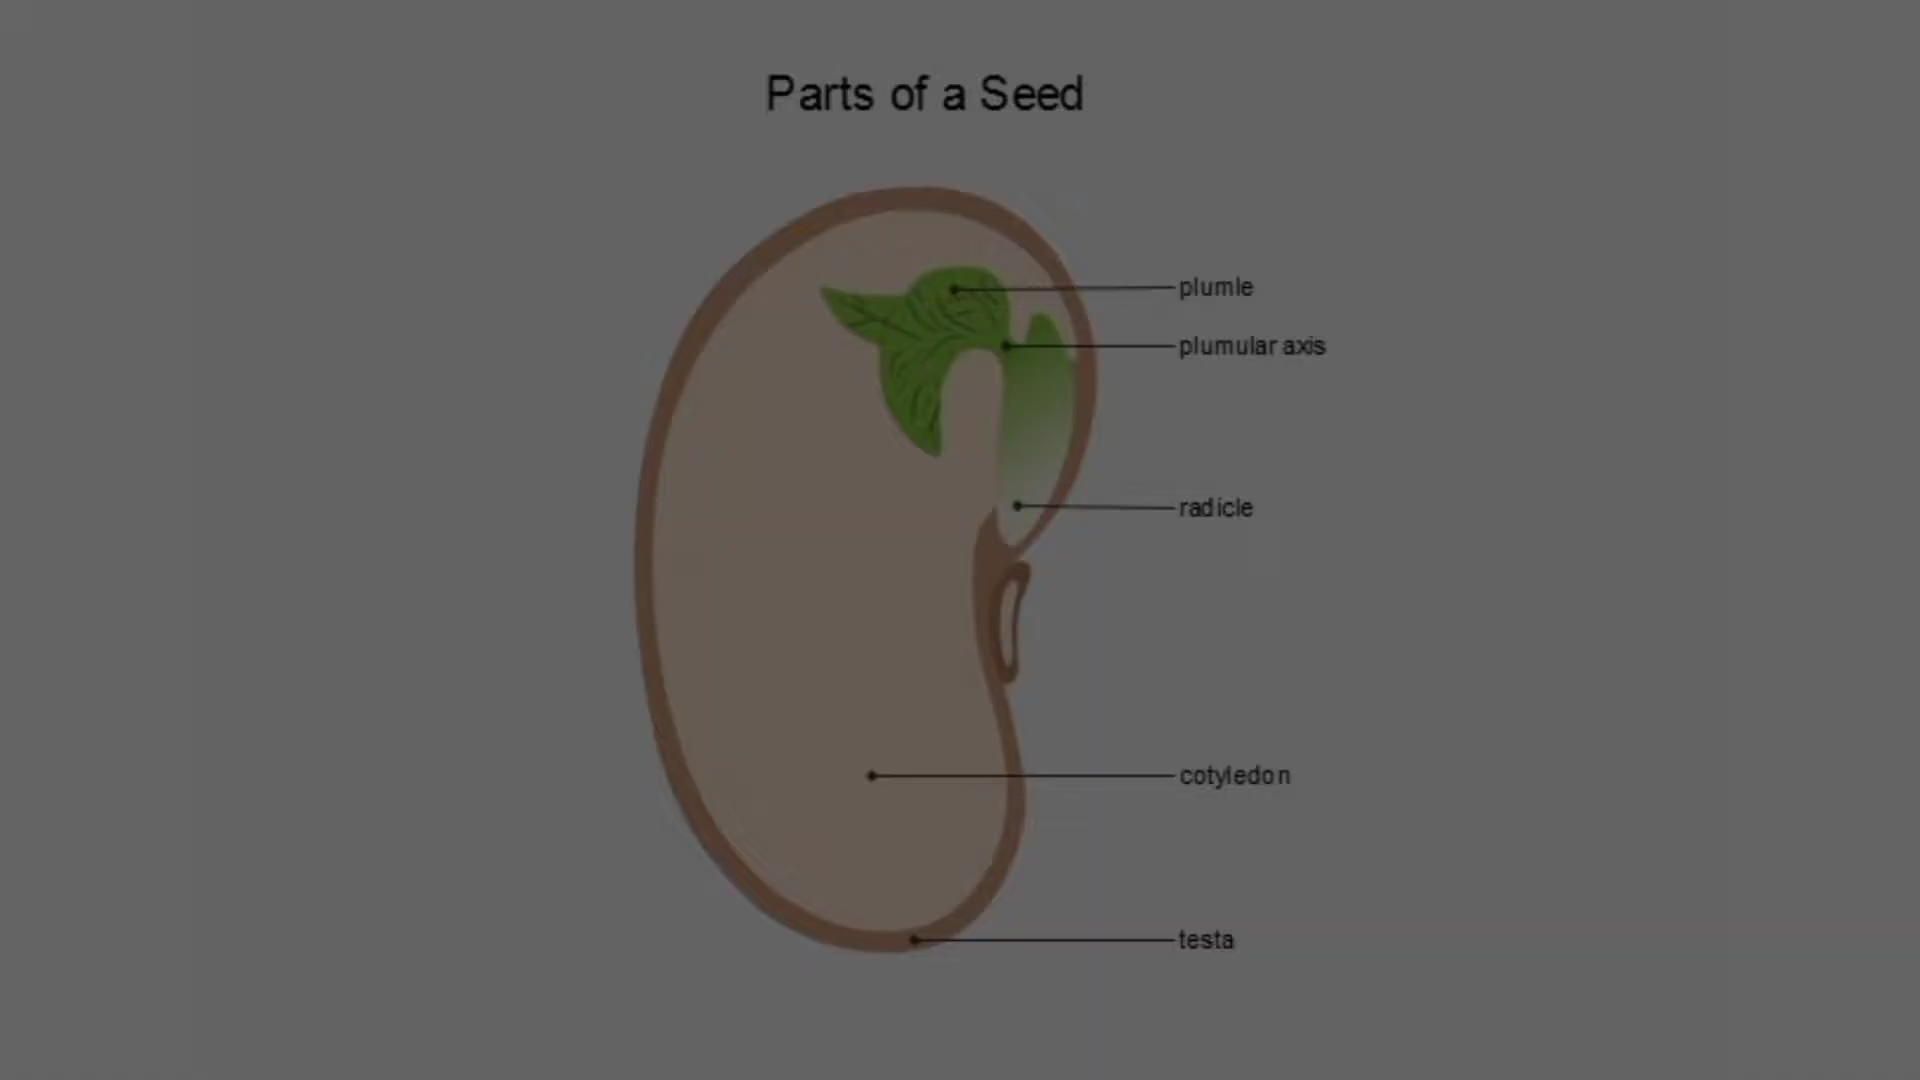 Parts of a Seed
plumle
plumular axis
radicle
cotyledon
testa